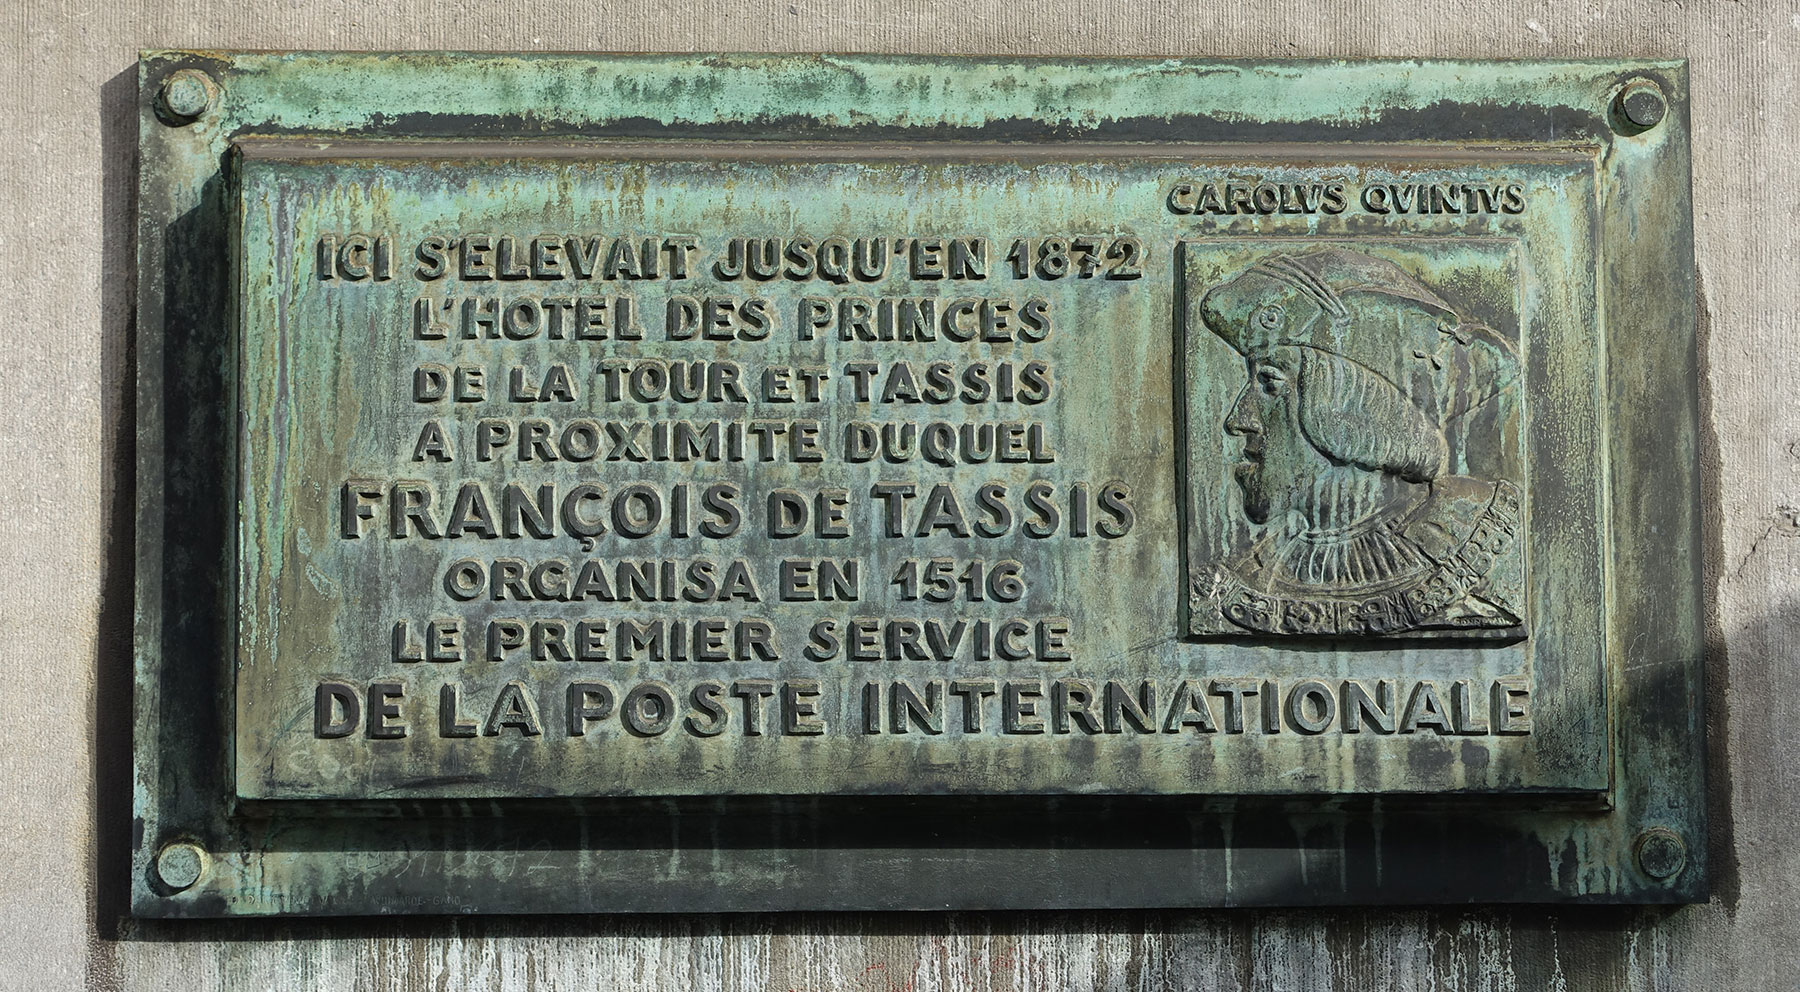 CAROLVS QVINTVS
ICI S'ELEVAIT JUSQU'EN 1872
L'HOTEL DES PRINCES
DE LA TOUR ET TASSIS
A PROXIMITE DUQUEL
FRANÇOIS DE TASSIS
ORGANISA EN 1516
LE PREMIER SERVICE
DE LA POSTE INTERNATIONALE